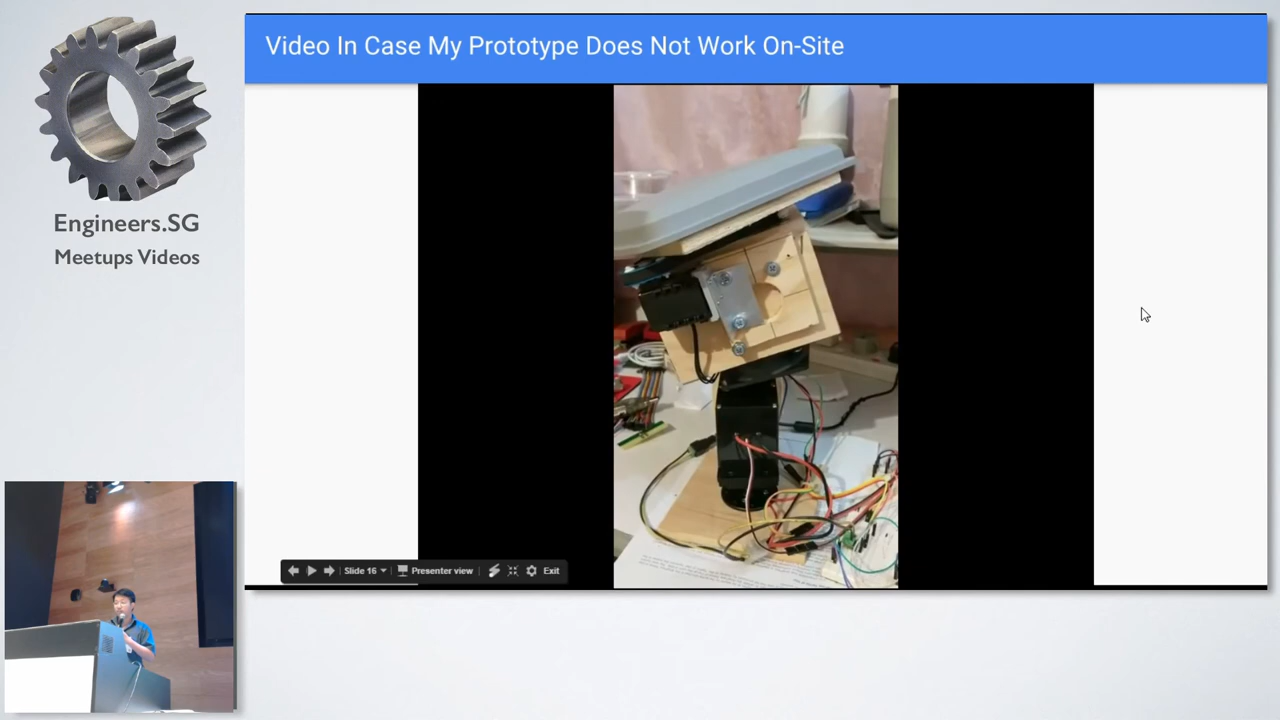 Video In Case My Prototype Does Not Work On-Site
Engineers.SG
Meetups Videos
Slide 16
Presenter view
Exit